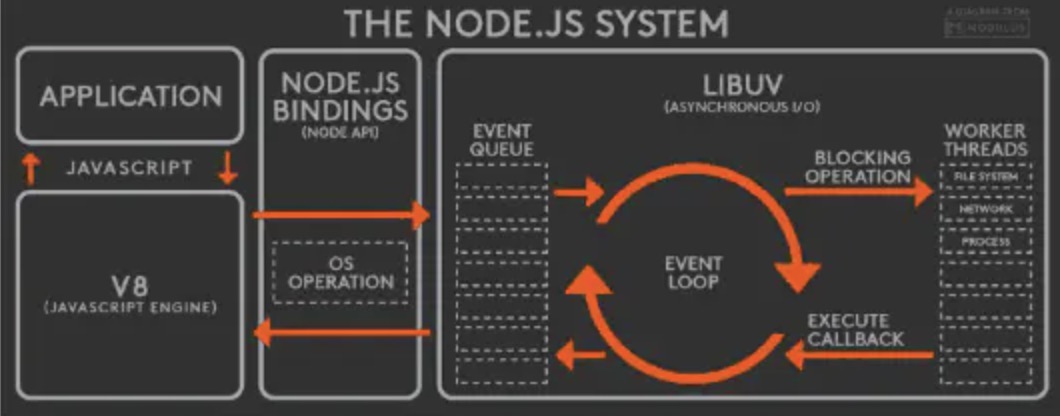 THE NODE.JS SYSTEM
A DIAGRAM FROM
MODULUS
APPLICATION
JAVASCRIPT
V8
(JAVASCRIPT ENGINE)
NODE.JS
BINDINGS
(NODE API)
OS
OPERATION
LIBUV
(ASYNCHRONOUS I/O)
EVENT
QUEUE
EVENT
LOOP
BLOCKING
OPERATION
EXECUTE
CALLBACK
WORKER
THREADS
FILE SYSTEM
NETWORK
PROCESS